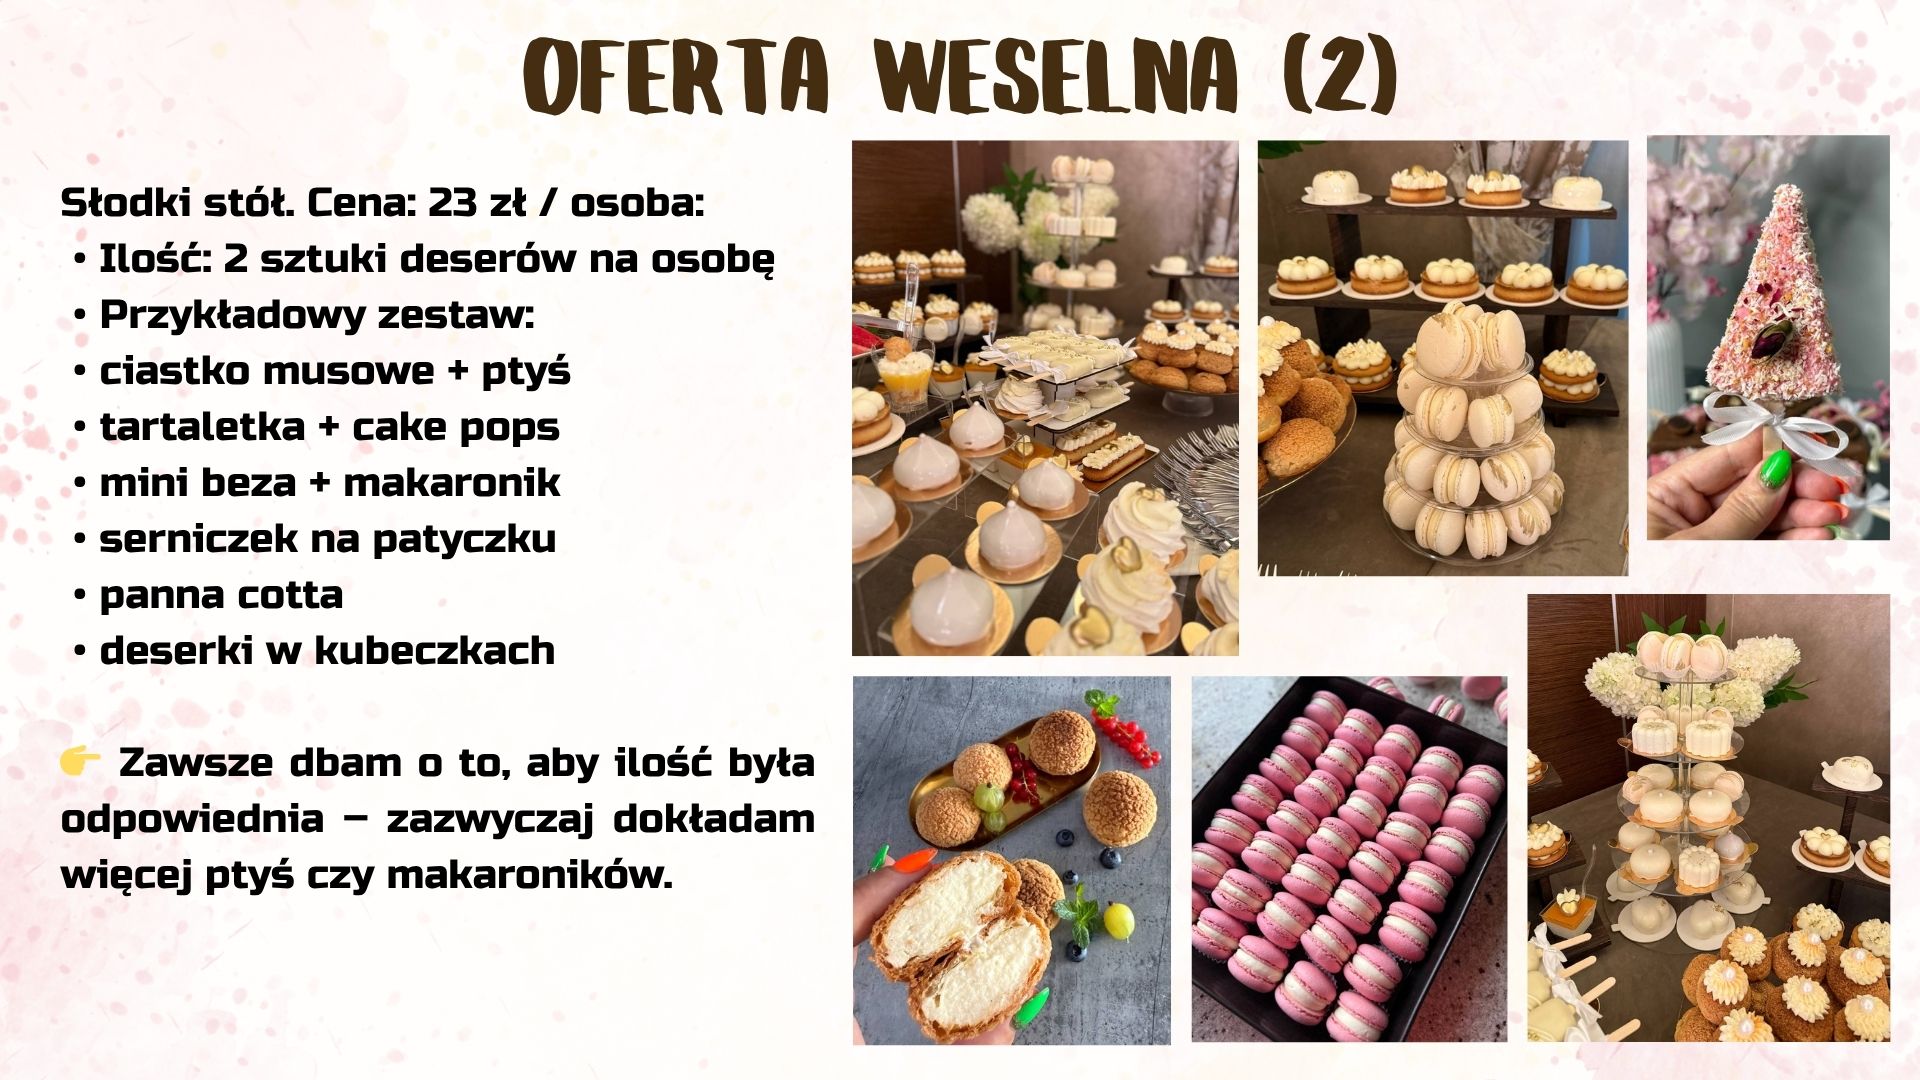 OFERTA WESELNA (2)
Słodki stół. Cena: 23 zł / osoba:
• Ilość: 2 sztuki deserów na osobę
• Przykładowy zestaw:
• ciastko musowe + ptyś
• tartaletka + cake pops
• mini beza + makaronik
• serniczek na patyczku
• panna cotta
• deserki w kubeczkach
👉 Zawsze dbam o to, aby ilość była
odpowiednia – zazwyczaj dokładam
więcej ptyś czy makaroników.